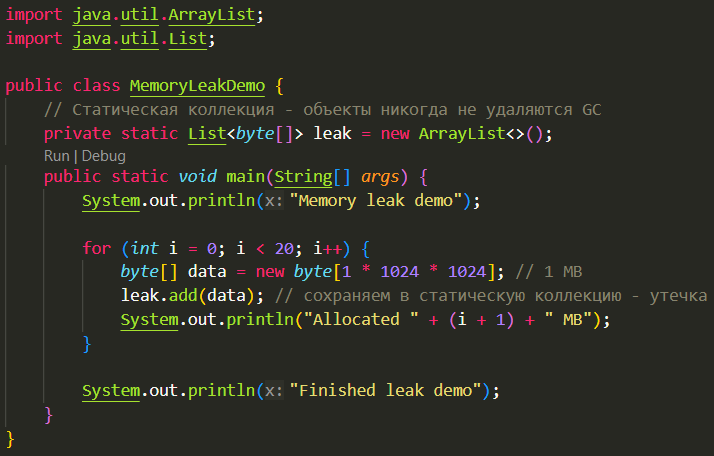 import java.util.ArrayList;
import java.util.List;
public class MemoryLeakDemo {
// Статическая коллекция - объекты никогда не удаляются GC
private static List<byte[]> leak = new ArrayList<>();
Run | Debug
public static void main(String[] args) {
System.out.println(x: "Memory leak demo");
for (int i = 0; i < 20; i++) {
byte[] data = new byte[1 * 1024 * 1024]; // 1 MB
leak.add(data); // сохраняем в статическую коллекцию - утечка
System.out.println("Allocated " + (i + 1) + " MB");
}
System.out.println(x: "Finished leak demo");
}
}